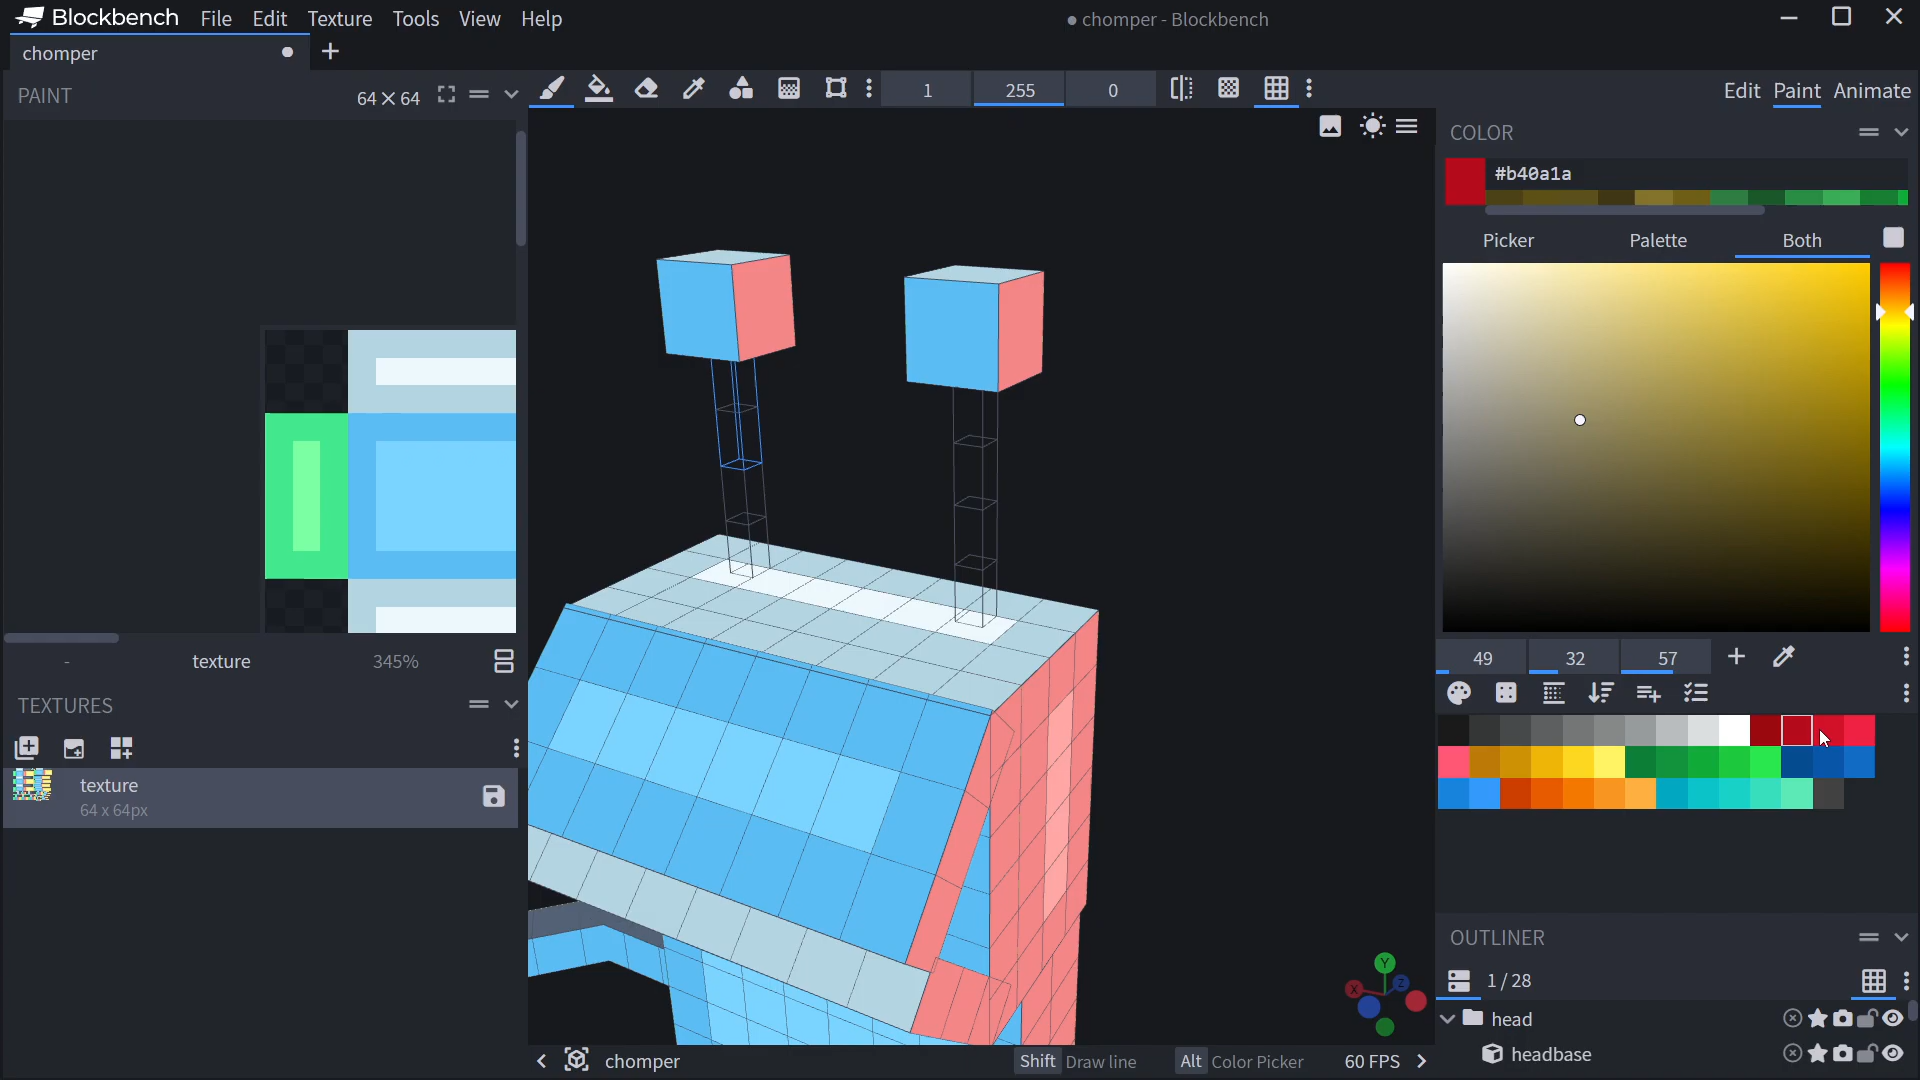 Blockbench File Edit Texture Tools View Help
● chomper - Blockbench
chomper
PAINT
64 × 64
1
255
0
Edit Paint Animate
COLOR
#b40a1a
Picker Palette Both
49 32 57
- texture 345%
TEXTURES
texture
64 x 64px
Y
X
Z
OUTLINER
1 / 28
head
headbase
chomper
Shift Draw line
Alt Color Picker
60 FPS